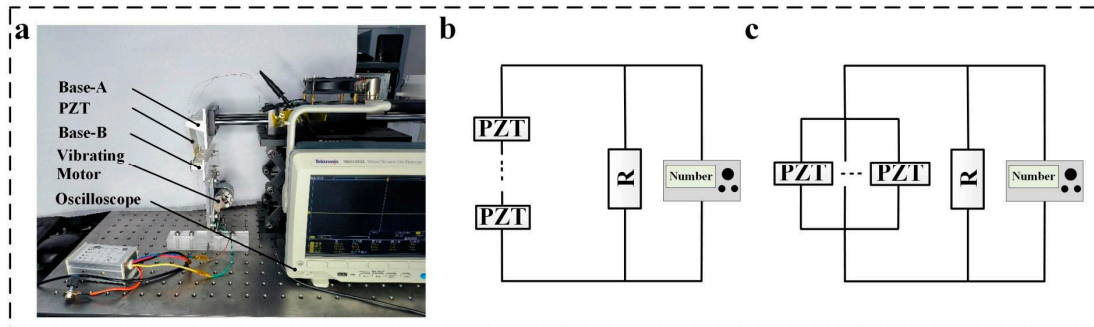 a
Base-A
PZT
Base-B
Vibrating
Motor
Oscilloscope
Tektronix
b
PZT
PZT
R
Number
c
PZT
PZT
R
Number